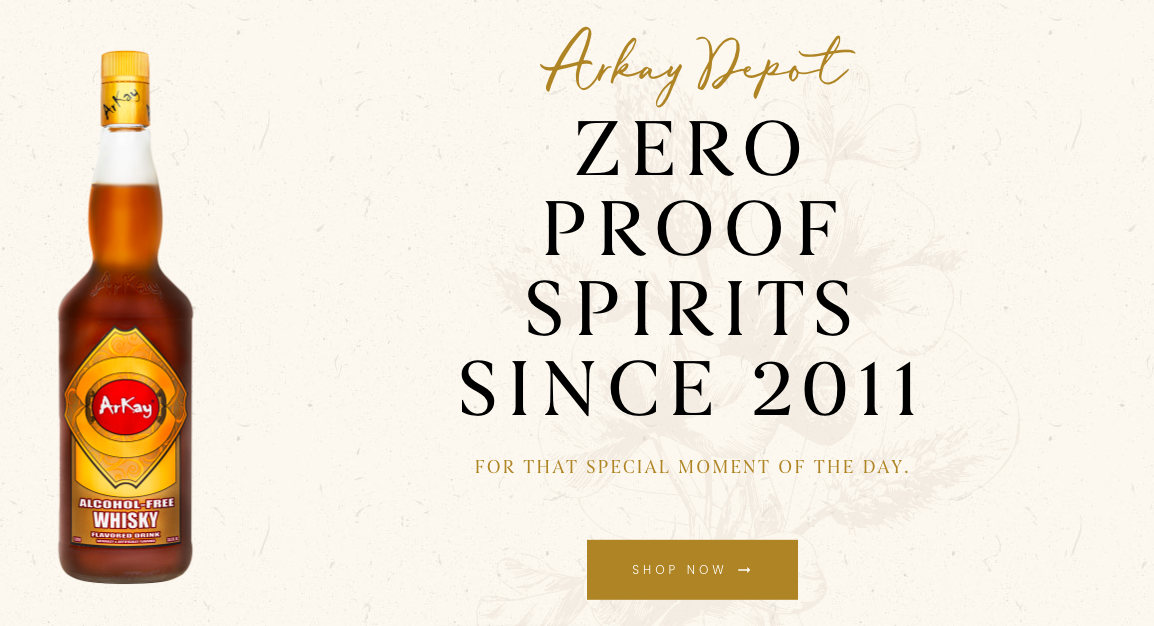 Arkay Depot
ZERO
PROOF
SPIRITS
SINCE 2011
FOR THAT SPECIAL MOMENT OF THE DAY.
SHOP NOW →
ArKay
ArKay
ArKay
ALCOHOL-FREE
WHISKY
FLAVORED DRINK